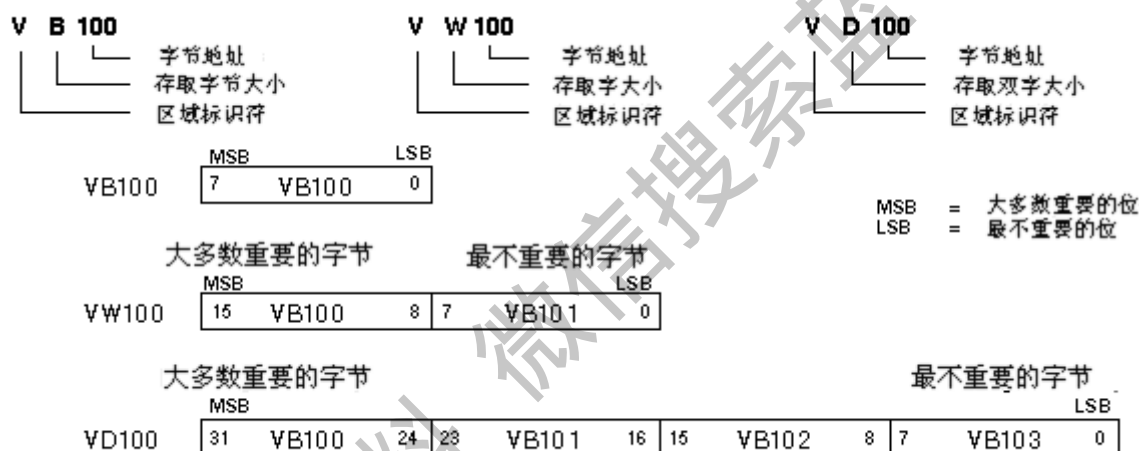 V B 100 V W 100 V D 100
字节地址 字节地址 字节地址
存取字节大小 存取字大小 存取双字大小
区域标识符 区域标识符 区域标识符
MSB LSB
VB100 7 VB100 0
MSB = 大多数重要的位
LSB = 最不重要的位
大多数重要的字节 最不重要的字节
MSB LSB
VW100 15 VB100 8 7 VB101 0
大多数重要的字节 最不重要的字节
MSB LSB
VD100 31 VB100 24 23 VB101 16 15 VB102 8 7 VB103 0
料 微信搜索蓝